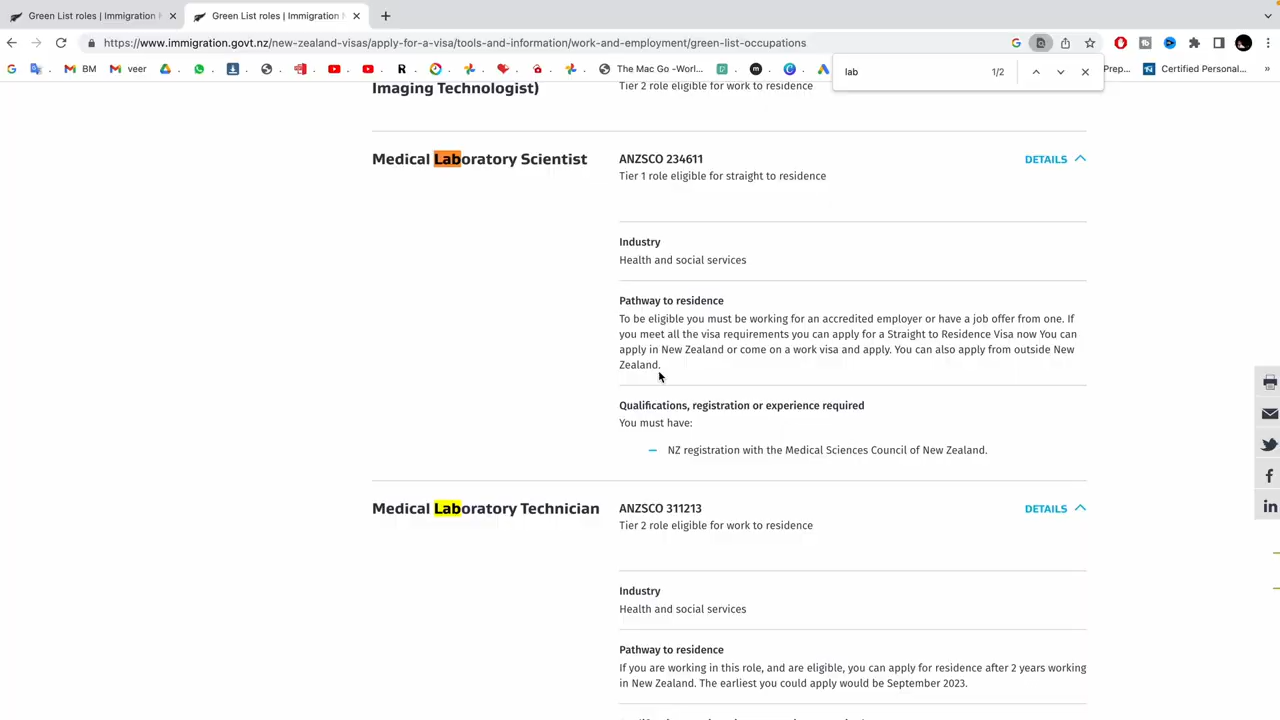 Green List roles | Immigration N
Green List roles | Immigration N
https://www.immigration.govt.nz/new-zealand-visas/apply-for-a-visa/tools-and-information/work-and-employment/green-list-occupations
BM
veer
The Mac Go -Worl...
Prep...
Certified Personal...
lab
1/2
Imaging Technologist)
Tier 2 role eligible for work to residence
Medical Laboratory Scientist
ANZSCO 234611
DETAILS
Tier 1 role eligible for straight to residence
Industry
Health and social services
Pathway to residence
To be eligible you must be working for an accredited employer or have a job offer from one. If
you meet all the visa requirements you can apply for a Straight to Residence Visa now You can
apply in New Zealand or come on a work visa and apply. You can also apply from outside New
Zealand.
Qualifications, registration or experience required
You must have:
NZ registration with the Medical Sciences Council of New Zealand.
Medical Laboratory Technician
ANZSCO 311213
DETAILS
Tier 2 role eligible for work to residence
Industry
Health and social services
Pathway to residence
If you are working in this role, and are eligible, you can apply for residence after 2 years working
in New Zealand. The earliest you could apply would be September 2023.